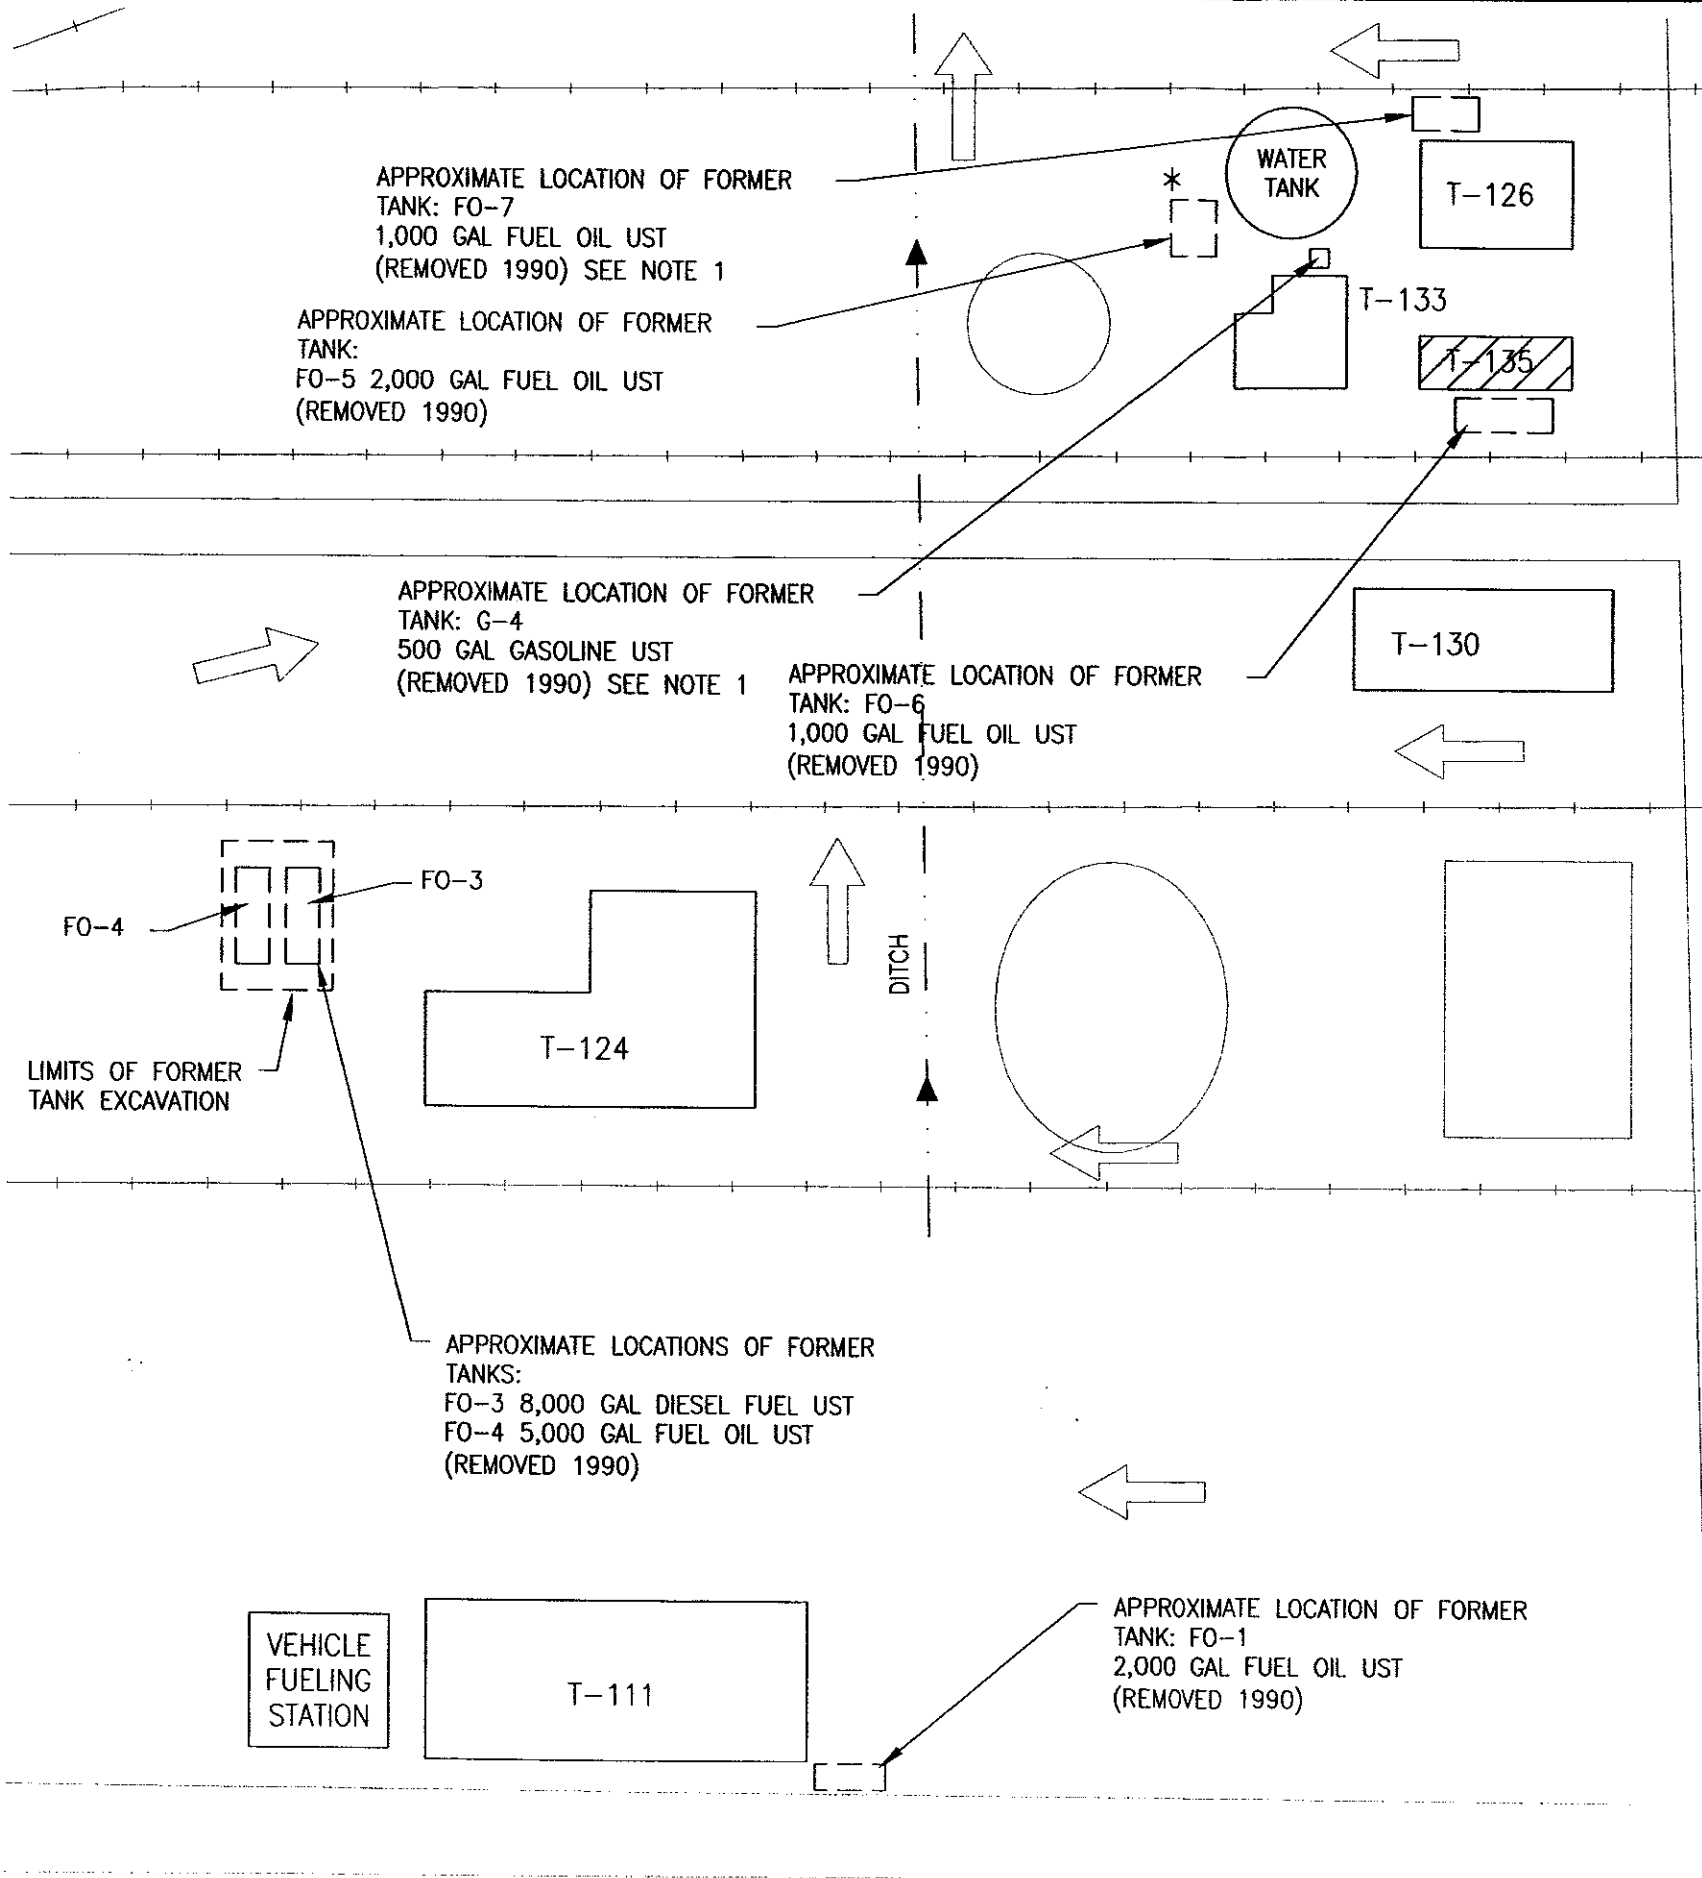 WATER
TANK
T-126
APPROXIMATE LOCATION OF FORMER
TANK: FO-7
1,000 GAL FUEL OIL UST
(REMOVED 1990) SEE NOTE 1
*
T-133
APPROXIMATE LOCATION OF FORMER
TANK:
FO-5 2,000 GAL FUEL OIL UST
(REMOVED 1990)
T-135
APPROXIMATE LOCATION OF FORMER
TANK: G-4
500 GAL GASOLINE UST
(REMOVED 1990) SEE NOTE 1
T-130
APPROXIMATE LOCATION OF FORMER
TANK: FO-6
1,000 GAL FUEL OIL UST
(REMOVED 1990)
FO-3
FO-4
DITCH
T-124
LIMITS OF FORMER
TANK EXCAVATION
APPROXIMATE LOCATIONS OF FORMER
TANKS:
FO-3 8,000 GAL DIESEL FUEL UST
FO-4 5,000 GAL FUEL OIL UST
(REMOVED 1990)
VEHICLE
FUELING
STATION
T-111
APPROXIMATE LOCATION OF FORMER
TANK: FO-1
2,000 GAL FUEL OIL UST
(REMOVED 1990)